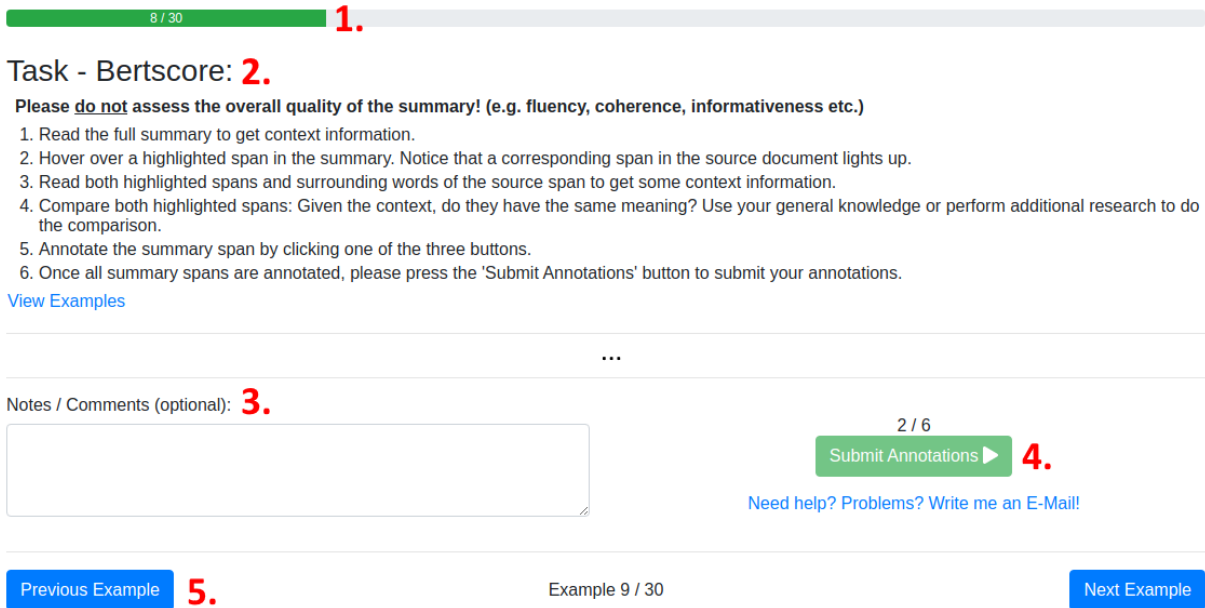 8 / 30
1.
Task - Bertscore: 2.
Please do not assess the overall quality of the summary! (e.g. fluency, coherence, informativeness etc.)
1. Read the full summary to get context information.
2. Hover over a highlighted span in the summary. Notice that a corresponding span in the source document lights up.
3. Read both highlighted spans and surrounding words of the source span to get some context information.
4. Compare both highlighted spans: Given the context, do they have the same meaning? Use your general knowledge or perform additional research to do
the comparison.
5. Annotate the summary span by clicking one of the three buttons.
6. Once all summary spans are annotated, please press the 'Submit Annotations' button to submit your annotations.
View Examples
...
Notes / Comments (optional): 3.
2 / 6
Submit Annotations 4.
Need help? Problems? Write me an E-Mail!
Previous Example 5. Example 9 / 30 Next Example